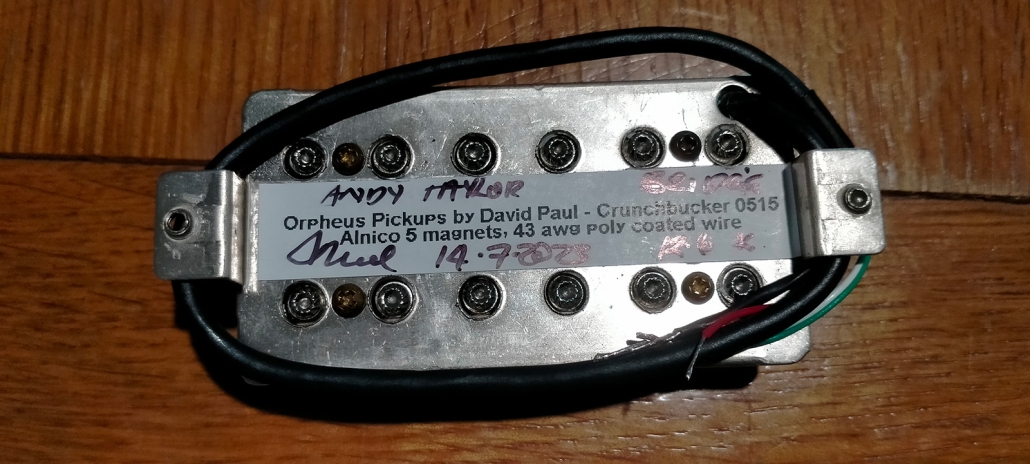 ANDY TAYLOR BRIDGE
Orpheus Pickups by David Paul - Crunchbucker 0515
Alnico 5 magnets, 43 awg poly coated wire
14.7.2023